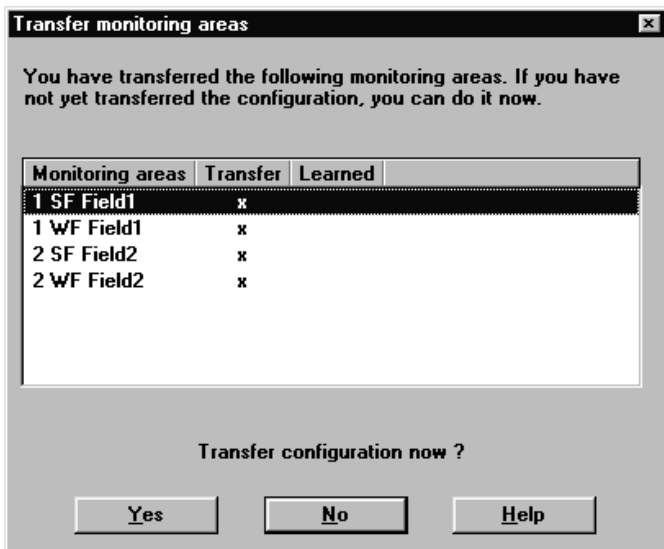 Transfer monitoring areas
You have transferred the following monitoring areas. If you have
not yet transferred the configuration, you can do it now.
Monitoring areas Transfer Learned
1 SF Field1 x
1 WF Field1 x
2 SF Field2 x
2 WF Field2 x
Transfer configuration now ?
Yes No Help